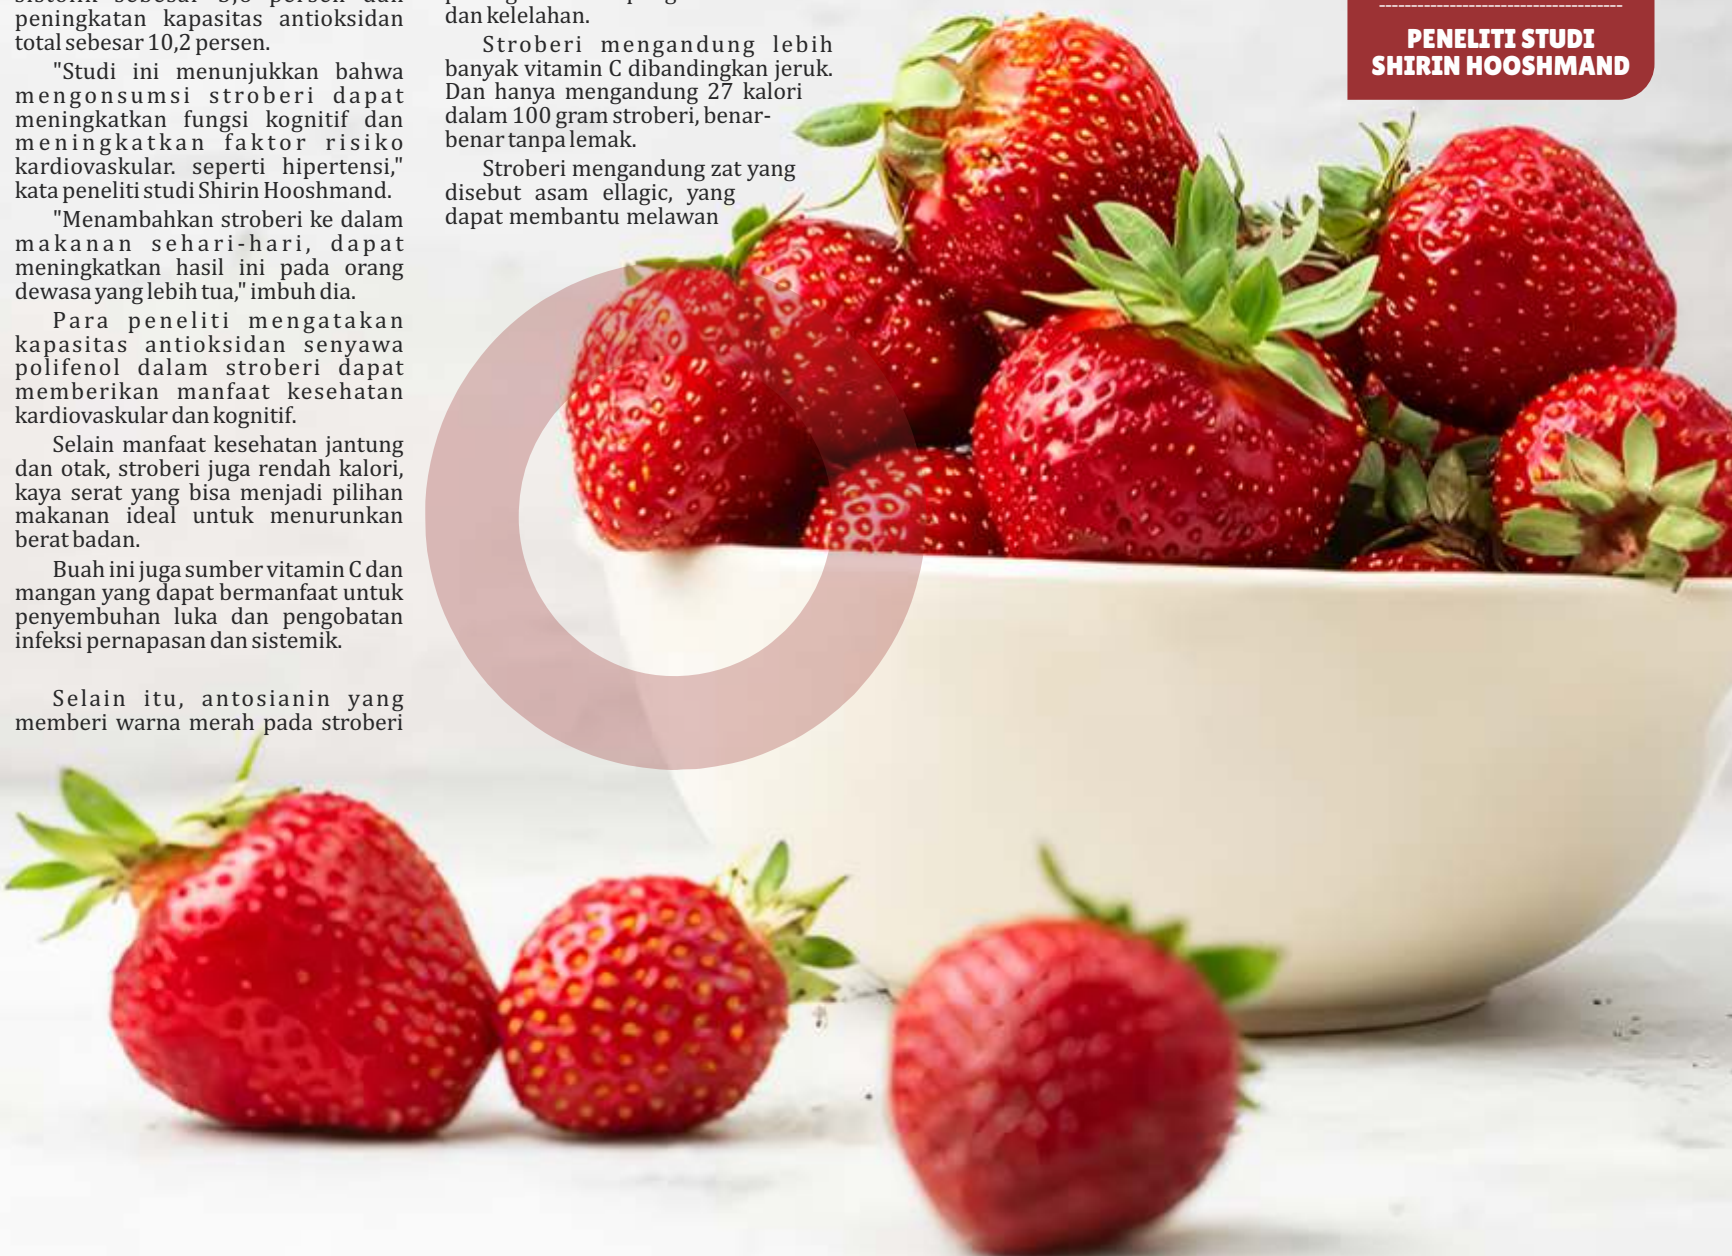 sistolik sebesar persen dan
peningkatan kapasitas antioksidan
total sebesar 10,2 persen.
"Studi ini menunjukkan bahwa
mengonsumsi stroberi dapat
meningkatkan fungsi kognitif dan
meningkatkan faktor risiko
kardiovaskular. seperti hipertensi,"
kata peneliti studi Shirin Hooshmand.
"Menambahkan stroberi ke dalam
makanan sehari-hari, dapat
meningkatkan hasil ini pada orang
dewasa yang lebih tua," imbuh dia.
Para peneliti mengatakan
kapasitas antioksidan senyawa
polifenol dalam stroberi dapat
memberikan manfaat kesehatan
kardiovaskular dan kognitif.
Selain manfaat kesehatan jantung
dan otak, stroberi juga rendah kalori,
kaya serat yang bisa menjadi pilihan
makanan ideal untuk menurunkan
berat badan.
Buah ini juga sumber vitamin C dan
mangan yang dapat bermanfaat untuk
penyembuhan luka dan pengobatan
infeksi pernapasan dan sistemik.
Selain itu, antosianin yang
memberi warna merah pada stroberi
dan kelelahan.
Stroberi mengandung lebih
banyak vitamin C dibandingkan jeruk.
Dan hanya mengandung 27 kalori
dalam 100 gram stroberi, benar-
benar tanpa lemak.
Stroberi mengandung zat yang
disebut asam ellagic, yang
dapat membantu melawan
PENELITI STUDI
SHIRIN HOOSHMAND